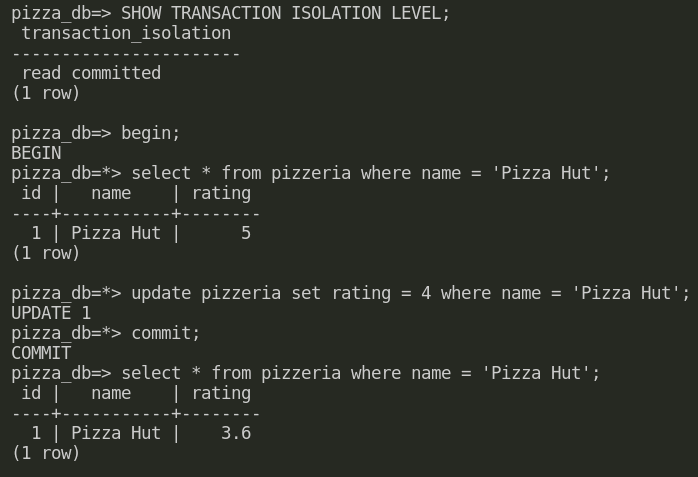 pizza_db=> SHOW TRANSACTION ISOLATION LEVEL;
 transaction_isolation
-----------------------
 read committed
(1 row)

pizza_db=> begin;
BEGIN
pizza_db=*> select * from pizzeria where name = 'Pizza Hut';
 id |   name    | rating
----+-----------+--------
  1 | Pizza Hut |      5
(1 row)

pizza_db=*> update pizzeria set rating = 4 where name = 'Pizza Hut';
UPDATE 1
pizza_db=*> commit;
COMMIT
pizza_db=> select * from pizzeria where name = 'Pizza Hut';
 id |   name    | rating
----+-----------+--------
  1 | Pizza Hut |    3.6
(1 row)